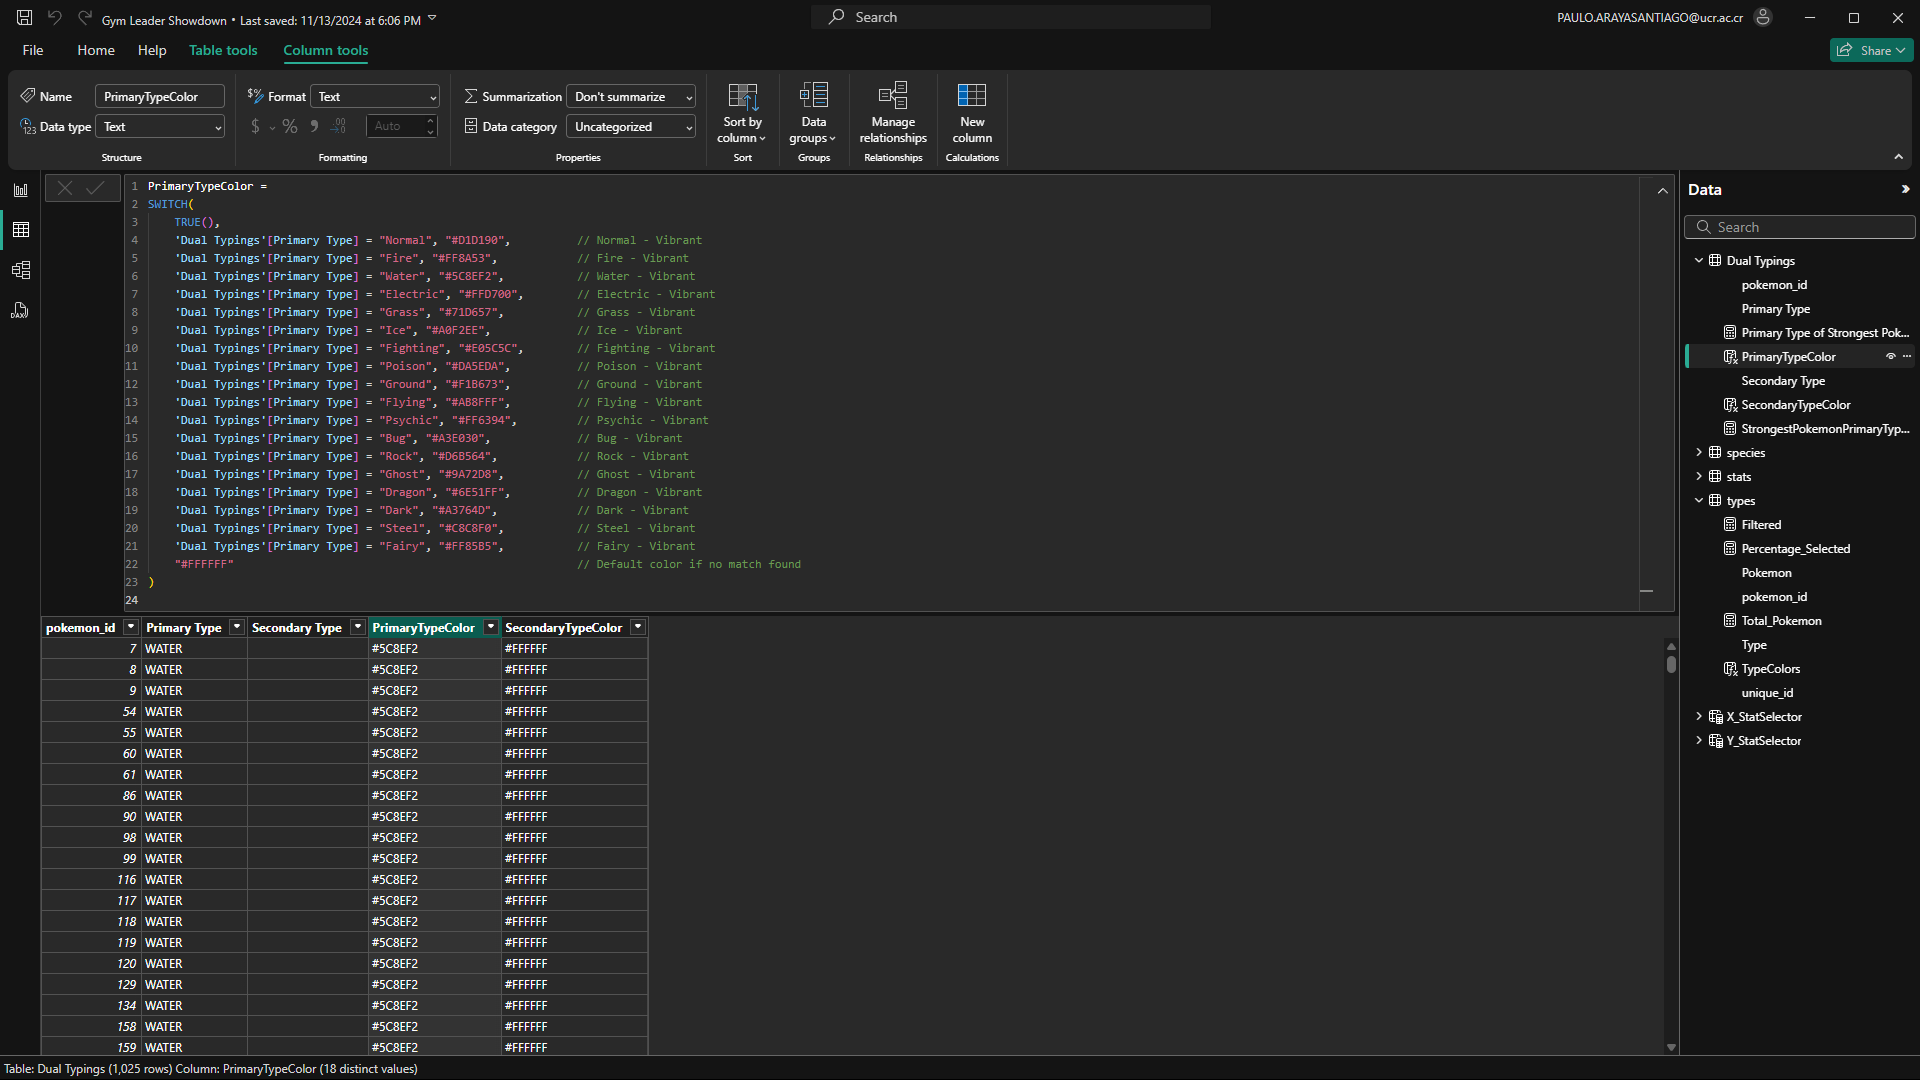 Gym Leader Showdown • Last saved: 11/13/2024 at 6:06 PM
Search
PAULO.ARAYASANTIAGO@ucr.ac.cr
File
Home
Help
Table tools
Column tools
Share
Name
PrimaryTypeColor
Data type
Text
Structure
Format
Text
$ % 9 .00
Auto
Formatting
Summarization
Don't summarize
Data category
Uncategorized
Properties
Sort by
column
Sort
Data
groups
Groups
Manage
relationships
Relationships
New
column
Calculations
1 PrimaryTypeColor =
2 SWITCH(
3 TRUE(),
4 'Dual Typings'[Primary Type] = "Normal", "#D1D190", // Normal - Vibrant
5 'Dual Typings'[Primary Type] = "Fire", "#FF8A53", // Fire - Vibrant
6 'Dual Typings'[Primary Type] = "Water", "#5C8EF2", // Water - Vibrant
7 'Dual Typings'[Primary Type] = "Electric", "#FFD700", // Electric - Vibrant
8 'Dual Typings'[Primary Type] = "Grass", "#71D657", // Grass - Vibrant
9 'Dual Typings'[Primary Type] = "Ice", "#A0F2EE", // Ice - Vibrant
10 'Dual Typings'[Primary Type] = "Fighting", "#E05C5C", // Fighting - Vibrant
11 'Dual Typings'[Primary Type] = "Poison", "#DA5EDA", // Poison - Vibrant
12 'Dual Typings'[Primary Type] = "Ground", "#F1B673", // Ground - Vibrant
13 'Dual Typings'[Primary Type] = "Flying", "#AB8FFF", // Flying - Vibrant
14 'Dual Typings'[Primary Type] = "Psychic", "#FF6394", // Psychic - Vibrant
15 'Dual Typings'[Primary Type] = "Bug", "#A3E030", // Bug - Vibrant
16 'Dual Typings'[Primary Type] = "Rock", "#D6B564", // Rock - Vibrant
17 'Dual Typings'[Primary Type] = "Ghost", "#9A72D8", // Ghost - Vibrant
18 'Dual Typings'[Primary Type] = "Dragon", "#6E51FF", // Dragon - Vibrant
19 'Dual Typings'[Primary Type] = "Dark", "#A3764D", // Dark - Vibrant
20 'Dual Typings'[Primary Type] = "Steel", "#C8C8F0", // Steel - Vibrant
21 'Dual Typings'[Primary Type] = "Fairy", "#FF85B5", // Fairy - Vibrant
22 "#FFFFFF" // Default color if no match found
23 )
24
pokemon_id Primary Type Secondary Type PrimaryTypeColor SecondaryTypeColor
7 WATER #5C8EF2 #FFFFFF
8 WATER #5C8EF2 #FFFFFF
9 WATER #5C8EF2 #FFFFFF
54 WATER #5C8EF2 #FFFFFF
55 WATER #5C8EF2 #FFFFFF
60 WATER #5C8EF2 #FFFFFF
61 WATER #5C8EF2 #FFFFFF
86 WATER #5C8EF2 #FFFFFF
90 WATER #5C8EF2 #FFFFFF
98 WATER #5C8EF2 #FFFFFF
99 WATER #5C8EF2 #FFFFFF
116 WATER #5C8EF2 #FFFFFF
117 WATER #5C8EF2 #FFFFFF
118 WATER #5C8EF2 #FFFFFF
119 WATER #5C8EF2 #FFFFFF
120 WATER #5C8EF2 #FFFFFF
129 WATER #5C8EF2 #FFFFFF
134 WATER #5C8EF2 #FFFFFF
158 WATER #5C8EF2 #FFFFFF
159 WATER #5C8EF2 #FFFFFF
Data
Search
Dual Typings
pokemon_id
Primary Type
Primary Type of Strongest Pok...
PrimaryTypeColor
Secondary Type
SecondaryTypeColor
StrongestPokemonPrimaryTyp...
species
stats
types
Filtered
Percentage_Selected
Pokemon
pokemon_id
Total_Pokemon
Type
TypeColors
unique_id
X_StatSelector
Y_StatSelector
Table: Dual Typings (1,025 rows) Column: PrimaryTypeColor (18 distinct values)